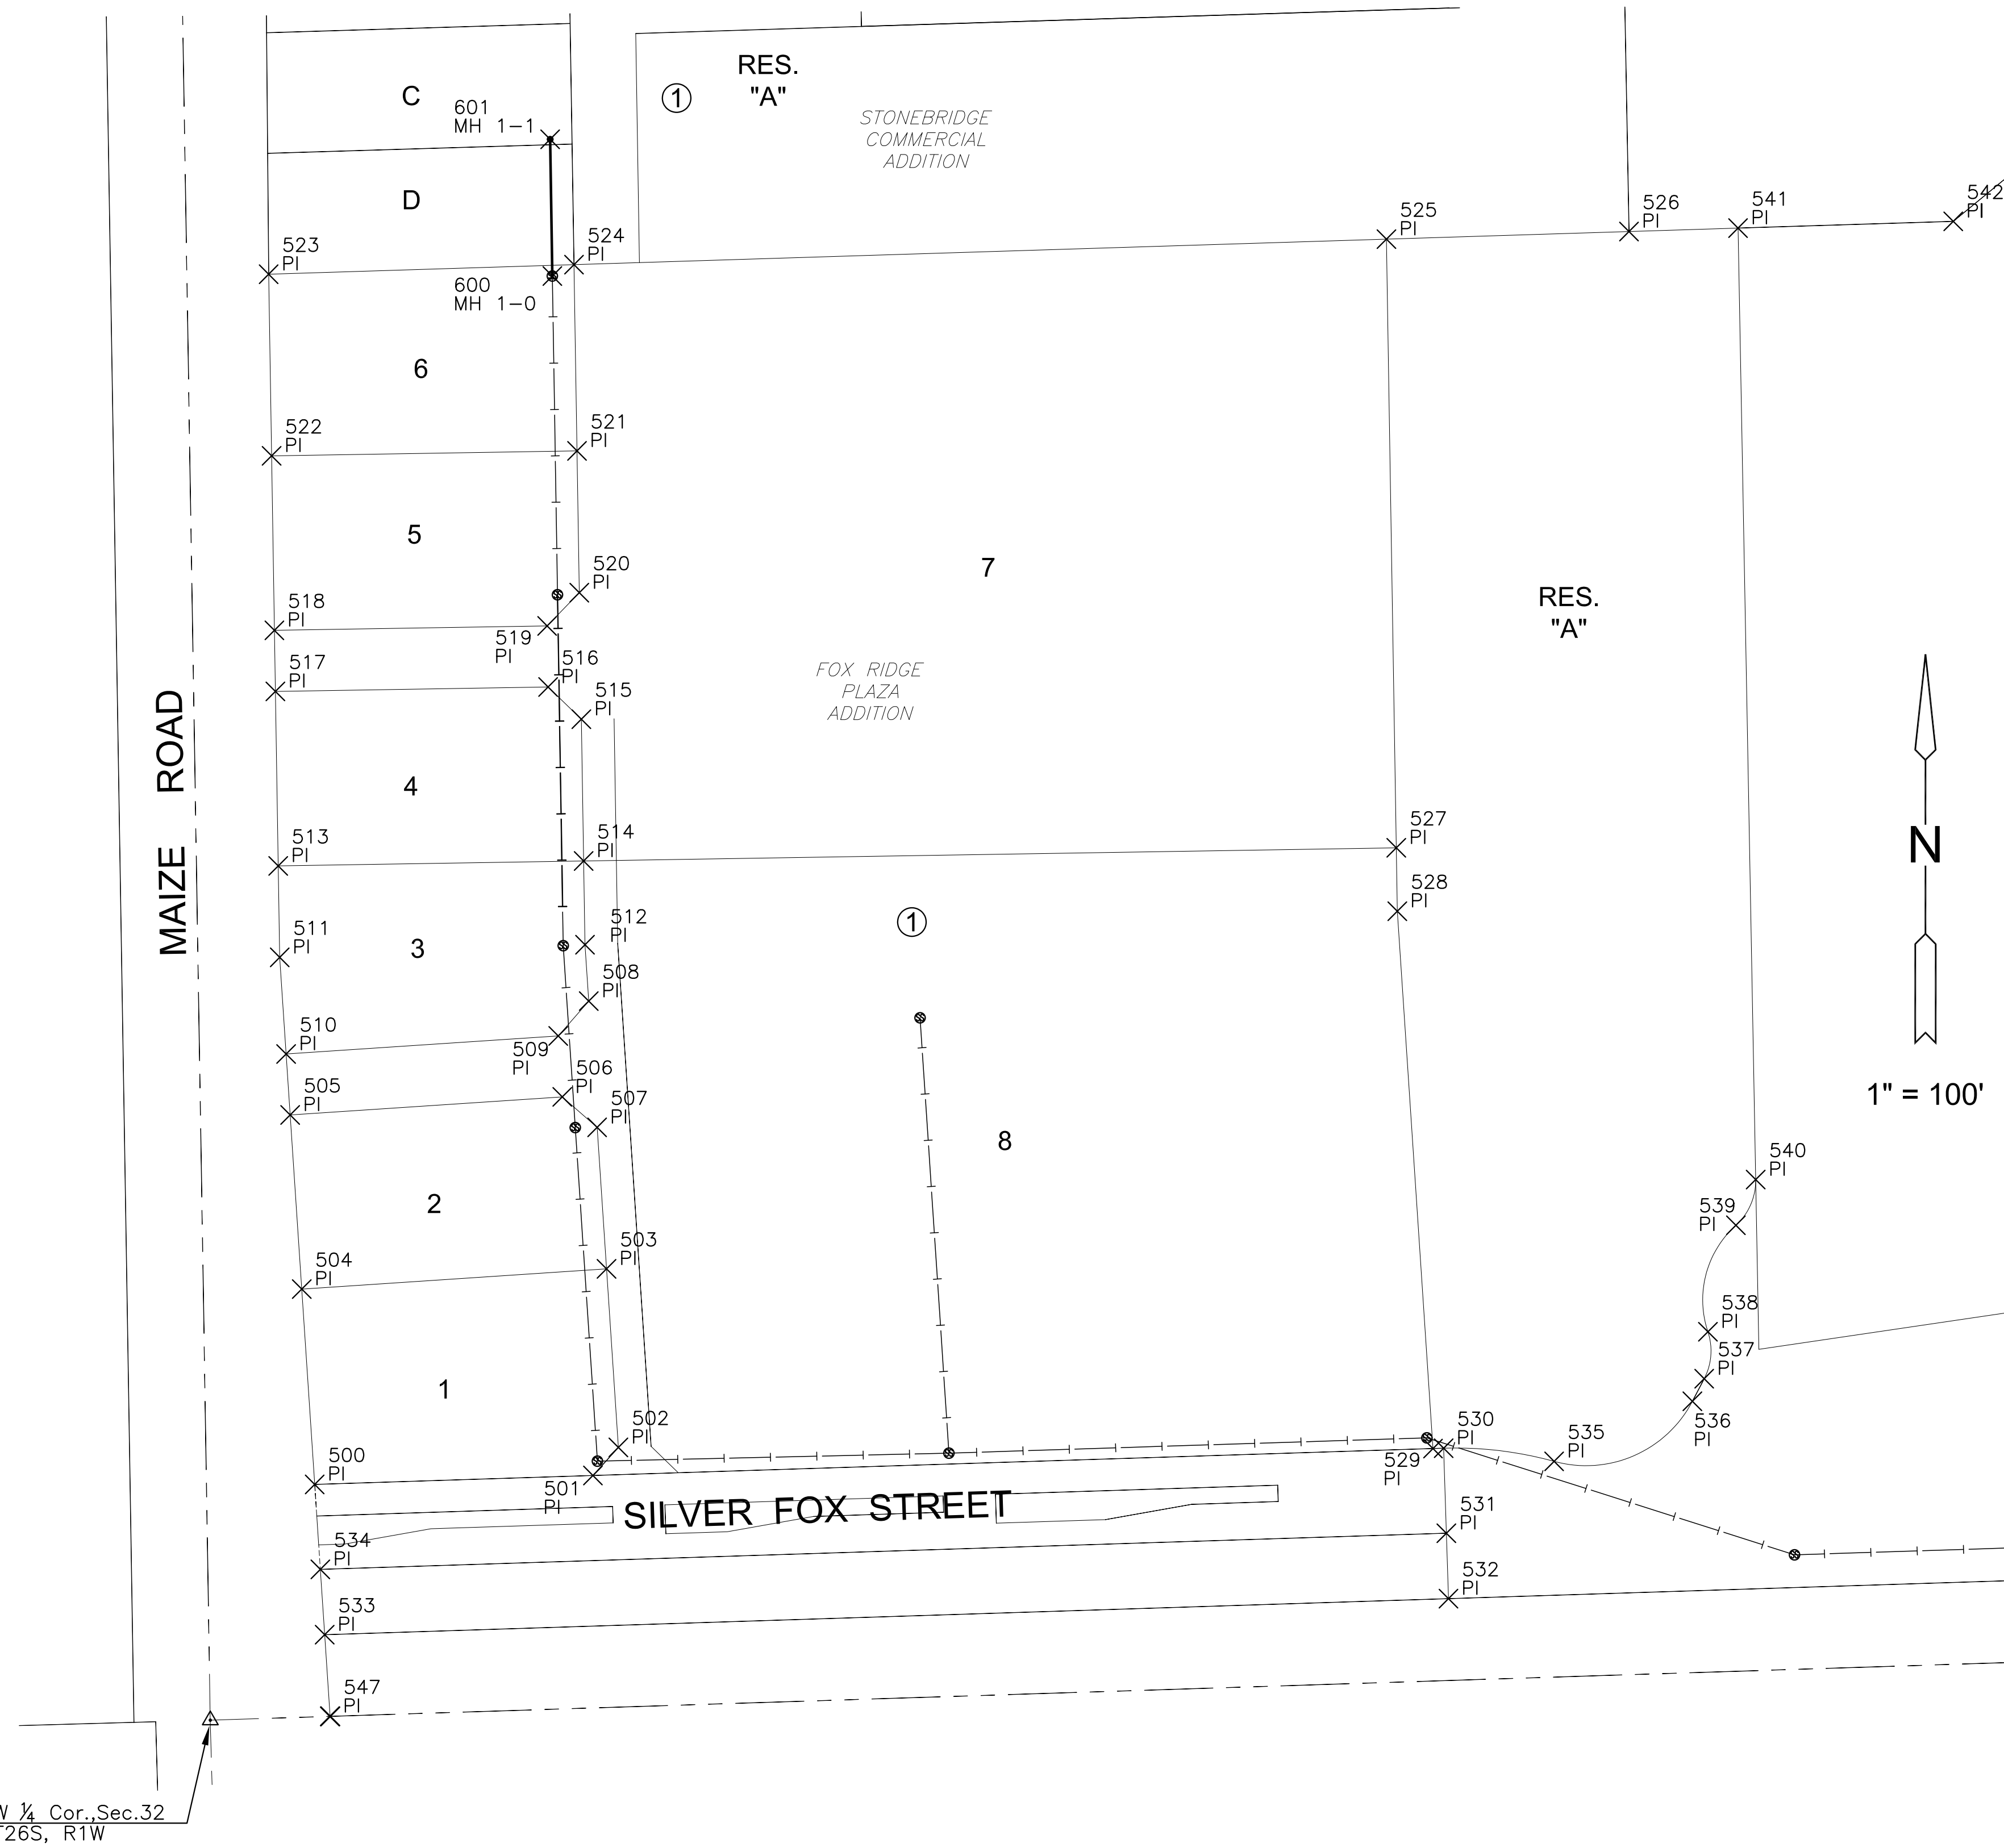 RES.
"A"
1
C
601
MH 1-1
STONEBRIDGE
COMMERCIAL
ADDITION
D
542
PI
541
PI
526
PI
525
PI
524
PI
523
PI
600
MH 1-0
6
522
PI
521
PI
5
7
520
PI
518
PI
519
PI
RES.
"A"
516
PI
517
PI
515
PI
FOX RIDGE
PLAZA
ADDITION
MAIZE ROAD
4
513
PI
514
PI
527
PI
N
528
PI
1
3
511
PI
512
PI
508
PI
510
PI
509
PI
506
PI
505
PI
507
PI
1" = 100'
8
540
PI
539
PI
2
503
PI
504
PI
538
PI
537
PI
1
502
PI
530
PI
536
PI
535
PI
500
PI
501
PI
529
PI
SILVER FOX STREET
531
PI
534
PI
532
PI
533
PI
547
PI
W ¼ Cor.,Sec.32
T26S, R1W